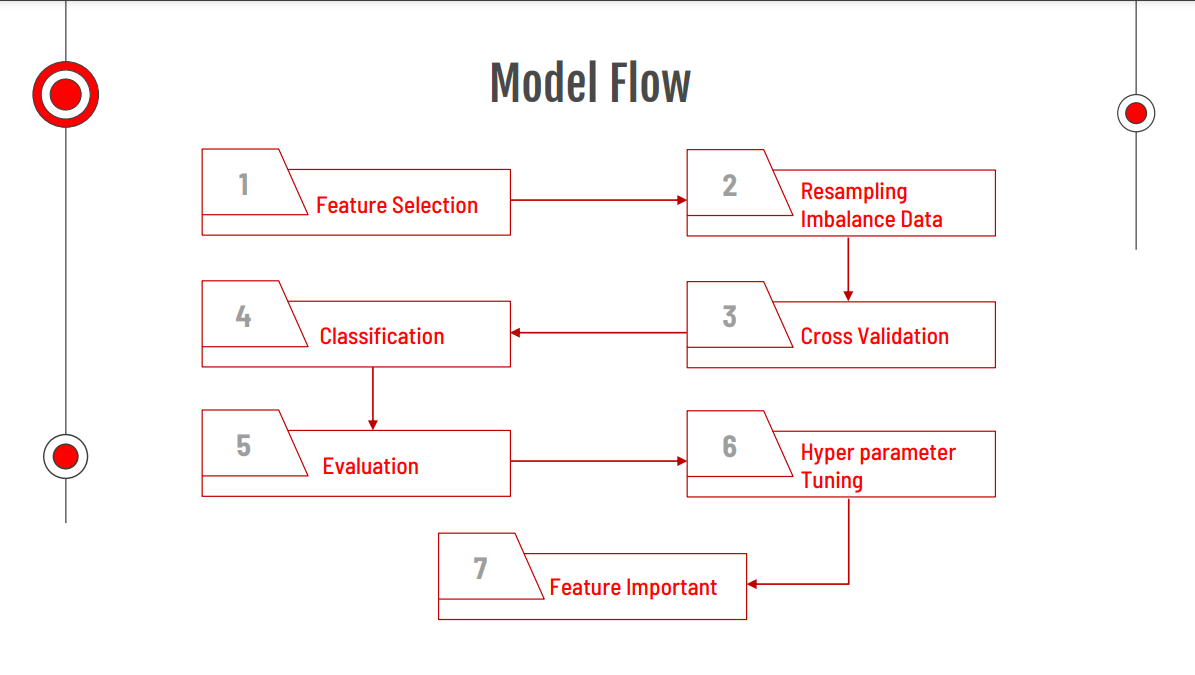 Model Flow
1
Feature Selection
2
Resampling
Imbalance Data
3
Cross Validation
4
Classification
5
Evaluation
6
Hyper parameter
Tuning
7
Feature Important